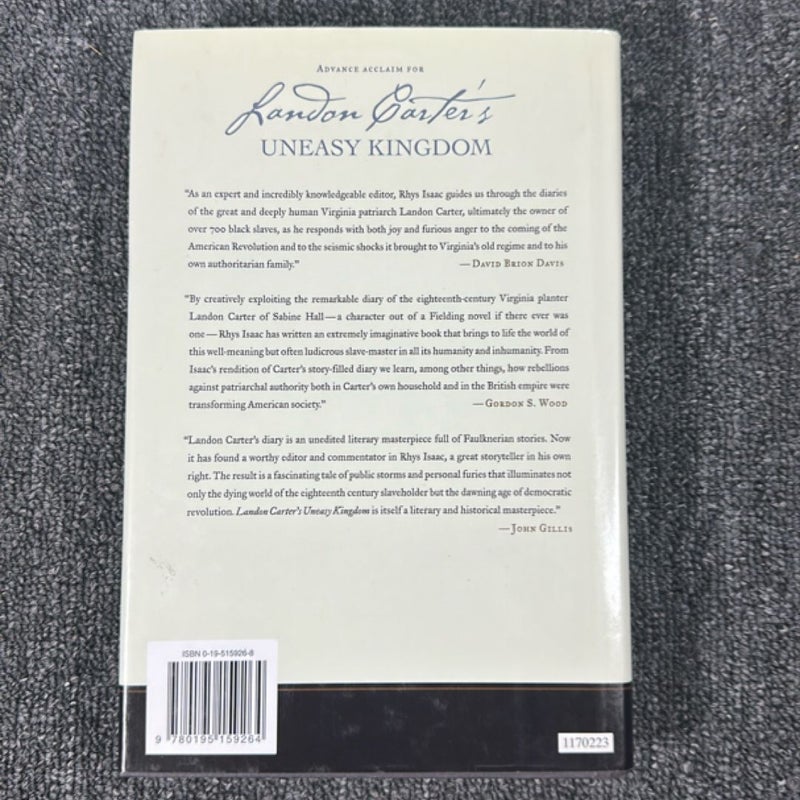 ADVANCE ACCLAIM FOR
Landon Carter's
UNEASY KINGDOM
"As an expert and incredibly knowledgeable editor, Rhys Isaac guides us through the diaries
of the great and deeply human Virginia patriarch Landon Carter, ultimately the owner of
over 700 black slaves, as he responds with both joy and furious anger to the coming of the
American Revolution and to the seismic shocks it brought to Virginia's old regime and to his
own authoritarian family."
—DAVID BRION DAVIS
"By creatively exploiting the remarkable diary of the eighteenth-century Virginia planter
Landon Carter of Sabine Hall—a character out of a Fielding novel if there ever was
one—Rhys Isaac has written an extremely imaginative book that brings to life the world of
this well-meaning but often ludicrous slave-master in all its humanity and inhumanity. From
Isaac's rendition of Carter's story-filled diary we learn, among other things, how rebellions
against patriarchal authority both in Carter's own household and in the British empire were
transforming American society."
—GORDON S. WOOD
"Landon Carter's diary is an unedited literary masterpiece full of Faulknerian stories. Now
it has found a worthy editor and commentator in Rhys Isaac, a great storyteller in his own
right. The result is a fascinating tale of public storms and personal furies that illuminates not
only the dying world of the eighteenth century slaveholder but the dawning age of democratic
revolution. Landon Carter's Uneasy Kingdom is itself a literary and historical masterpiece."
—JOHN GILLIS
ISBN 0-19-515926-8
9 780195 159264
1170223